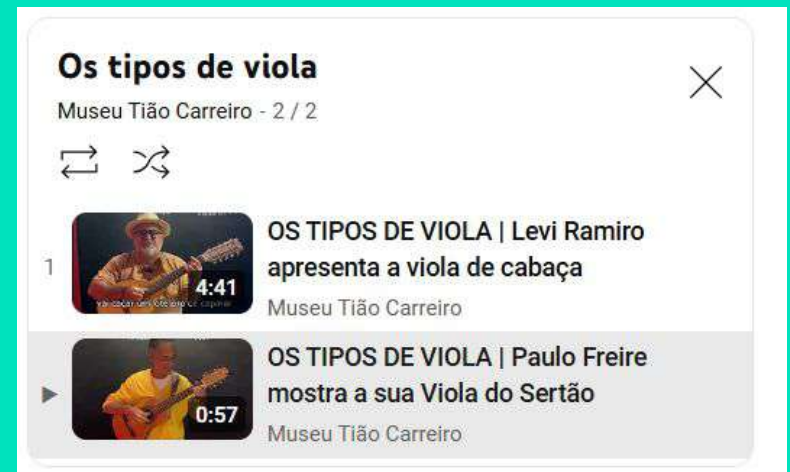 Os tipos de viola
Museu Tião Carreiro - 2 / 2
1
4:41
OS TIPOS DE VIOLA | Levi Ramiro
apresenta a viola de cabaça
Museu Tião Carreiro
0:57
OS TIPOS DE VIOLA | Paulo Freire
mostra a sua Viola do Sertão
Museu Tião Carreiro